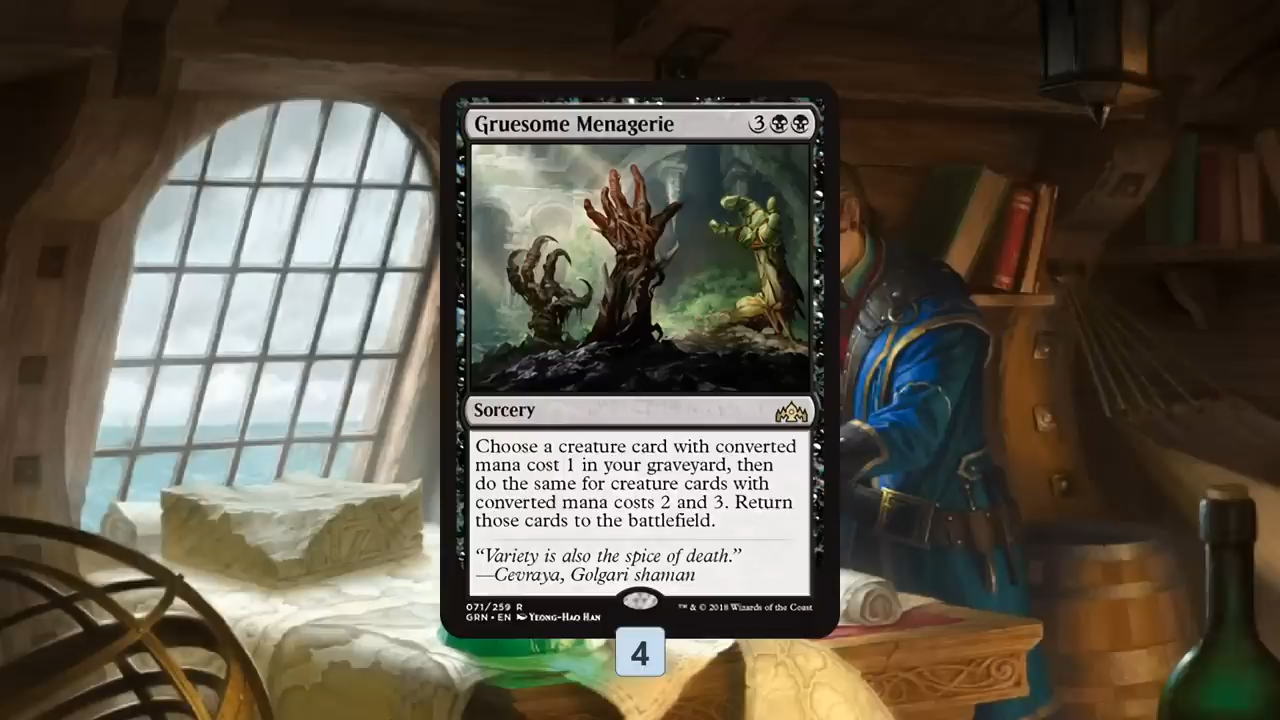 Gruesome Menagerie 3
Sorcery
Choose a creature card with converted
mana cost 1 in your graveyard, then
do the same for creature cards with
converted mana costs 2 and 3. Return
those cards to the battlefield.
“Variety is also the spice of death.”
—Cevraya, Golgari shaman
071/259 R
GRN • EN Yeong-Hao Han
™ & © 2018 Wizards of the Coast
4